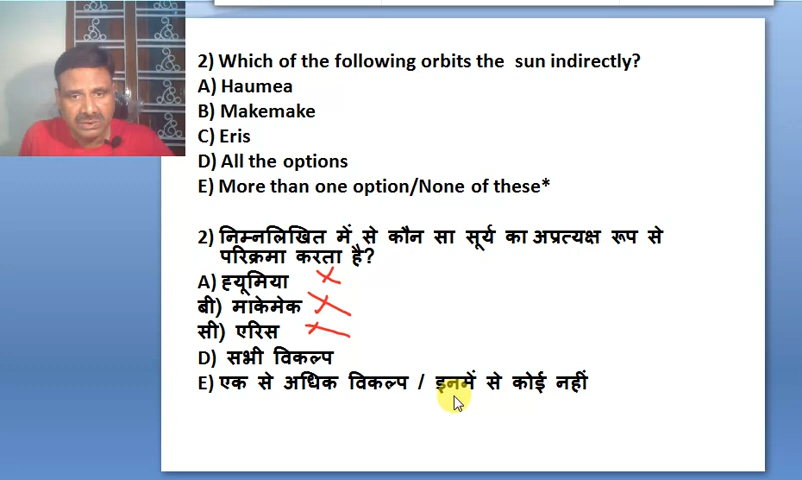 2) Which of the following orbits the sun indirectly?
A) Haumea
B) Makemake
C) Eris
D) All the options
E) More than one option/None of these*
2) निम्नलिखित में से कौन सा सूर्य का अप्रत्यक्ष रूप से
परिक्रमा करता है?
A) ह्यूमिया
बी) माकेमेक
सी) एरिस
D) सभी विकल्प
E) एक से अधिक विकल्प / इनमें से कोई नहीं